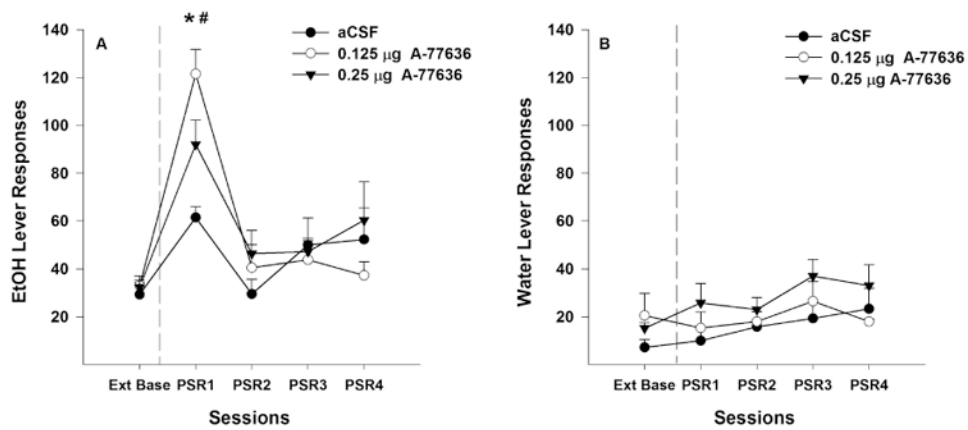 A
* #
aCSF
0.125 μg A-77636
0.25 μg A-77636
140
120
100
80
60
40
20
EtOH Lever Responses
Ext Base PSR1 PSR2 PSR3 PSR4
Sessions
B
aCSF
0.125 μg A-77636
0.25 μg A-77636
140
120
100
80
60
40
20
Water Lever Responses
Ext Base PSR1 PSR2 PSR3 PSR4
Sessions